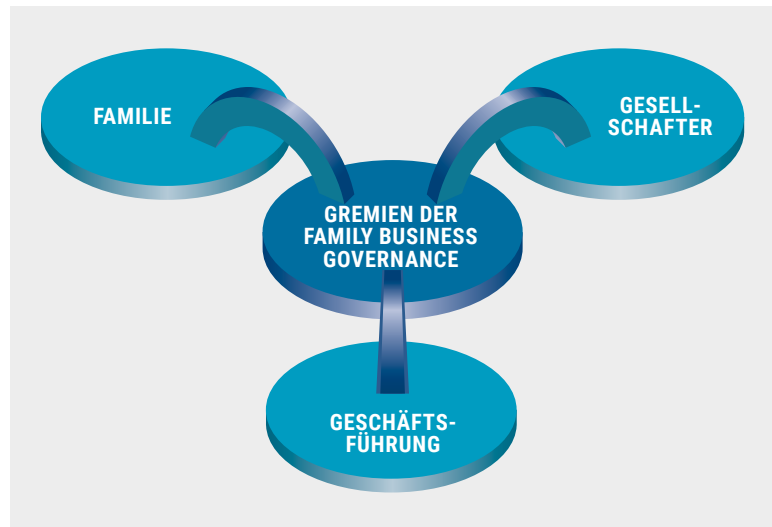 FAMILIE
GESELL-
SCHAFTER
GREMIEN DER
FAMILY BUSINESS
GOVERNANCE
GESCHÄFTS-
FÜHRUNG